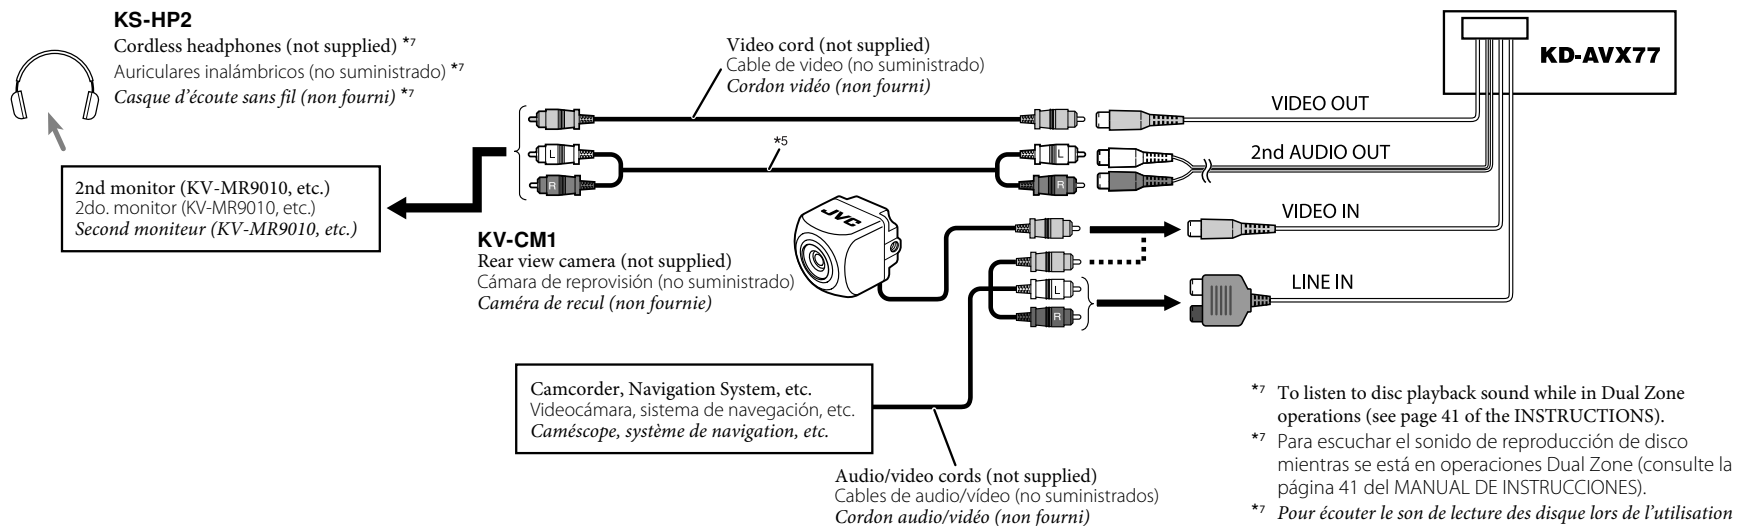 KS-HP2
Cordless headphones (not supplied) *7
Auriculares inalámbricos (no suministrado) *7
Casque d'écoute sans fil (non fourni) *7
Video cord (not supplied)
Cable de video (no suministrado)
Cordon vidéo (non fourni)
KD-AVX77
VIDEO OUT
L
R
*5
L
R
2nd AUDIO OUT
2nd monitor (KV-MR9010, etc.)
2do. monitor (KV-MR9010, etc.)
Second moniteur (KV-MR9010, etc.)
JVC
KV-CM1
Rear view camera (not supplied)
Cámara de reprovisión (no suministrado)
Caméra de recul (non fournie)
VIDEO IN
L
R
LINE IN
Camcorder, Navigation System, etc.
Videocámara, sistema de navegación, etc.
Caméscope, système de navigation, etc.
Audio/video cords (not supplied)
Cables de audio/vídeo (no suministrados)
Cordon audio/vidéo (non fourni)
*7 To listen to disc playback sound while in Dual Zone
operations (see page 41 of the INSTRUCTIONS).
*7 Para escuchar el sonido de reproducción de disco
mientras se está en operaciones Dual Zone (consulte la
página 41 del MANUAL DE INSTRUCCIONES).
*7 Pour écouter le son de lecture des disque lors de l'utilisation